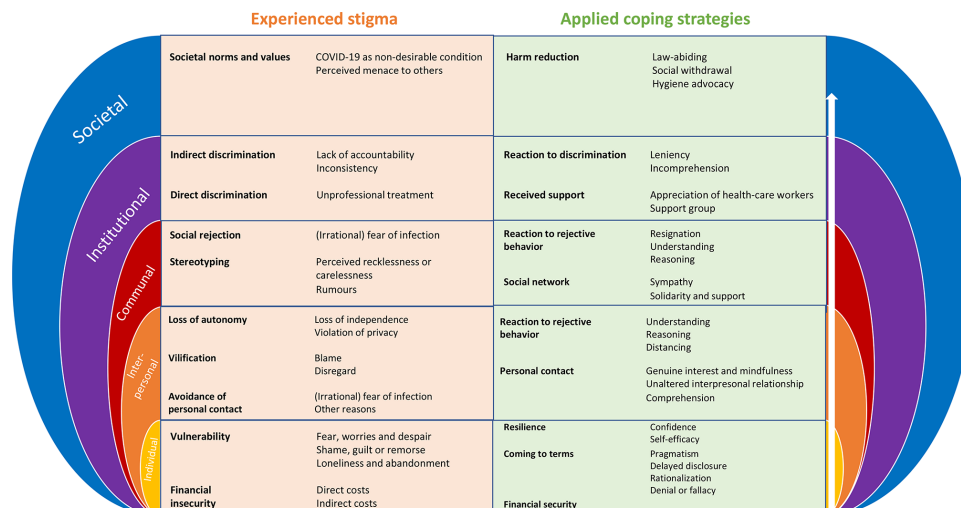 Experienced stigma
Applied coping strategies
Societal
Societal norms and values
COVID-19 as non-desirable condition
Perceived menace to others
Harm reduction
Law-abiding
Social withdrawal
Hygiene advocacy
Institutional
Indirect discrimination
Lack of accountability
Inconsistency
Direct discrimination
Unprofessional treatment
Reaction to discrimination
Leniency
Incomprehension
Received support
Appreciation of health-care workers
Support group
Communal
Social rejection
(Irrational) fear of infection
Stereotyping
Perceived recklessness or
carelessness
Rumours
Reaction to rejective
behavior
Resignation
Understanding
Reasoning
Social network
Sympathy
Solidarity and support
Inter-
personal
Loss of autonomy
Loss of independence
Violation of privacy
Vilification
Blame
Disregard
Avoidance of
personal contact
(Irrational) fear of infection
Other reasons
Reaction to rejective
behavior
Understanding
Reasoning
Distancing
Personal contact
Genuine interest and mindfulness
Unaltered interpresonal relationship
Comprehension
Individual
Vulnerability
Fear, worries and despair
Shame, guilt or remorse
Loneliness and abandonment
Financial
insecurity
Direct costs
Indirect costs
Resilience
Confidence
Self-efficacy
Coming to terms
Pragmatism
Delayed disclosure
Rationalization
Denial or fallacy
Financial security